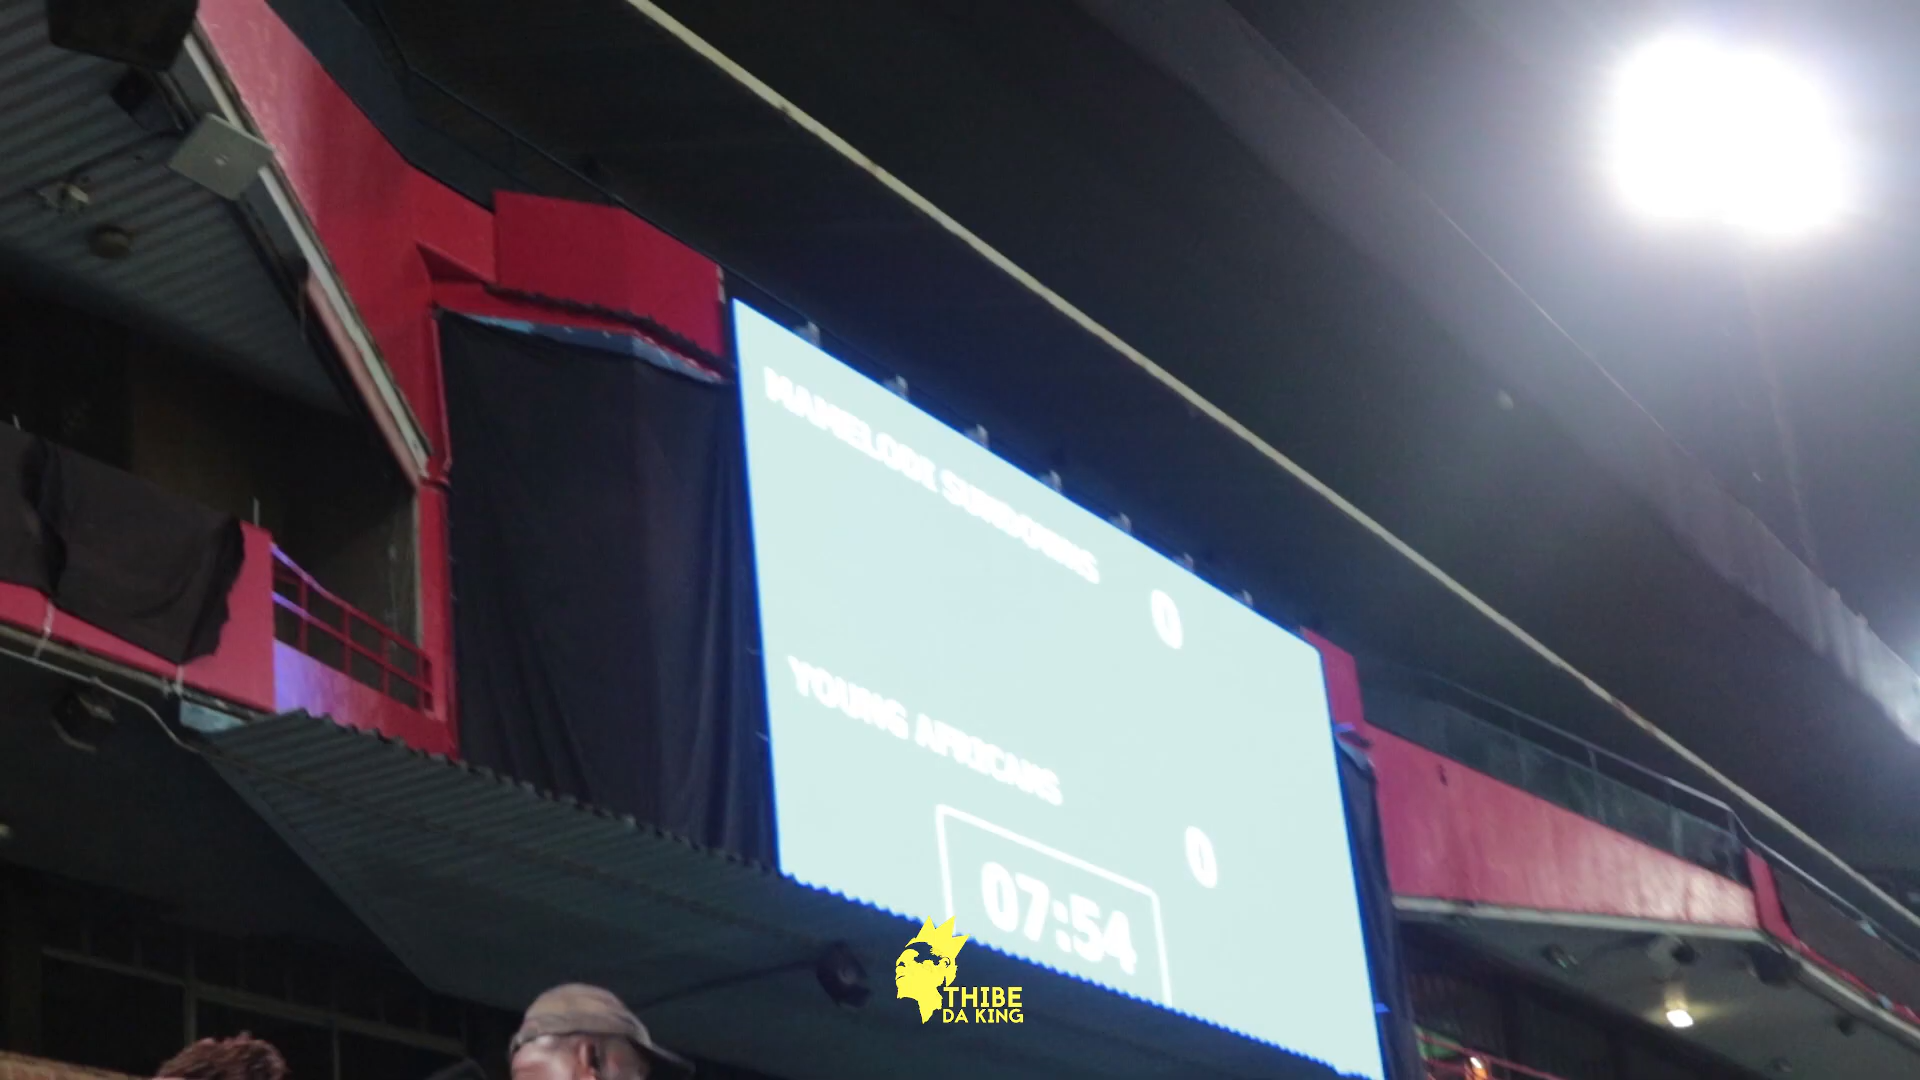 MAMELODI SUNDOWNS
0
YOUNG AFRICANS
0
07:54
THIBE
DA KING